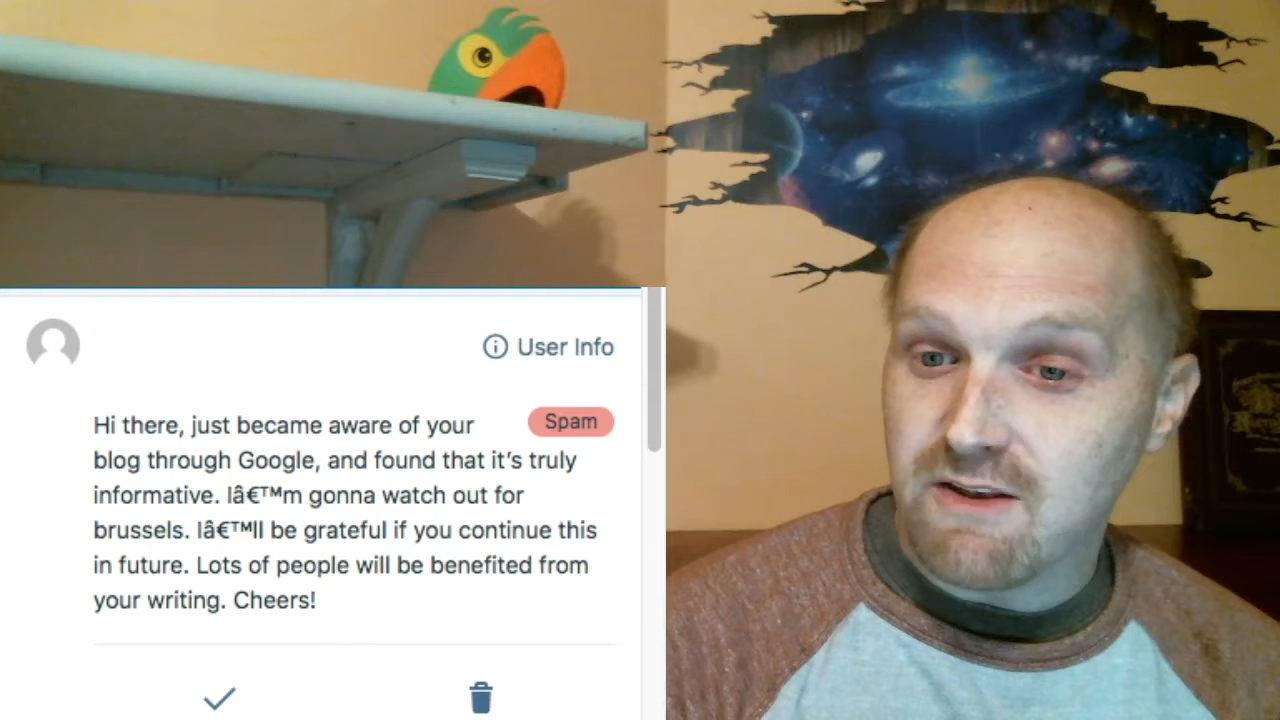 User Info
Spam
Hi there, just became aware of your
blog through Google, and found that it’s truly
informative. Iâ€™m gonna watch out for
brussels. Iâ€™ll be grateful if you continue this
in future. Lots of people will be benefited from
your writing. Cheers!